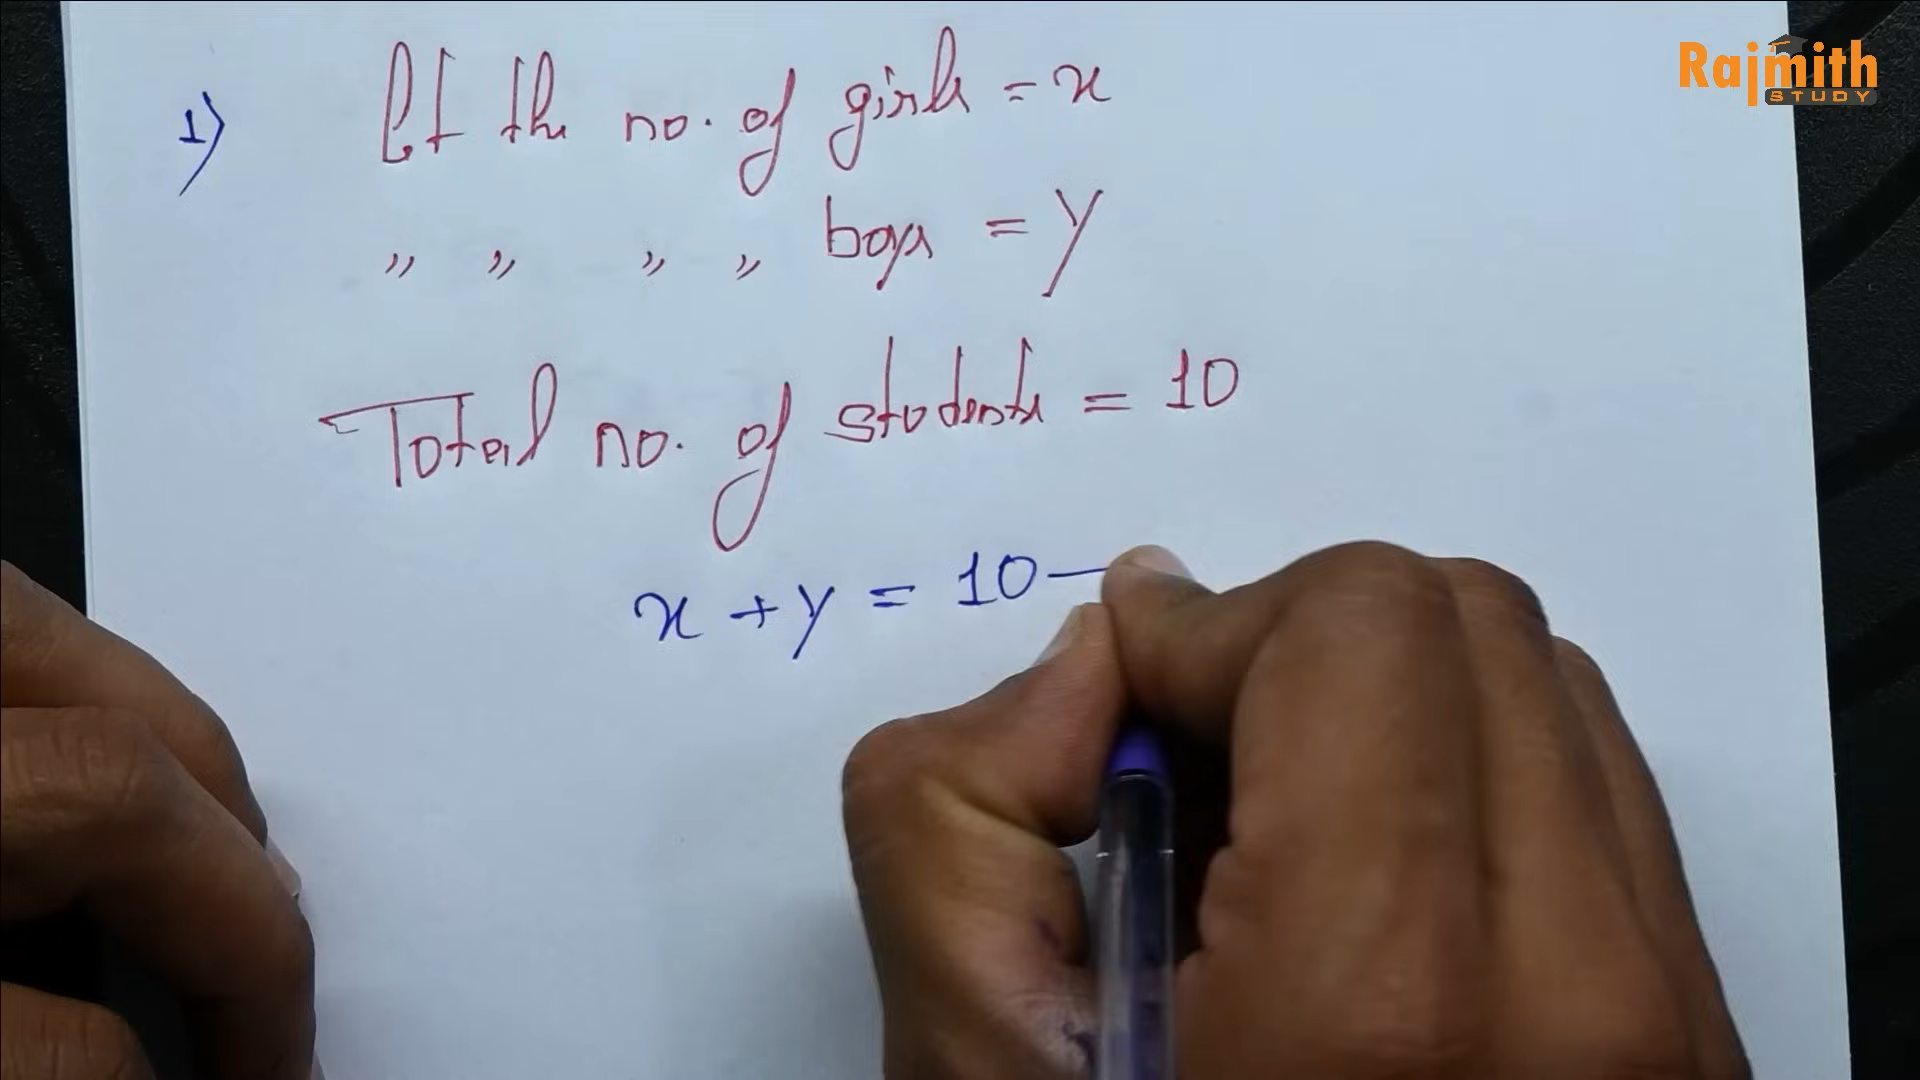 Rajmith
STUDY
1) let the no. of girls = x
" " " " boys = y
Total no. of students = 10
x + y = 10 —